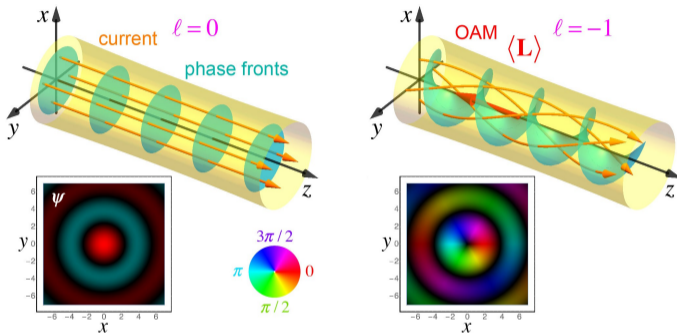 x
current
ℓ = 0
phase fronts
y
z
ψ
6
4
2
0
−2
−4
−6
y
−6 −4 −2 0 2 4 6
x
3π/2
π
0
π/2
x
OAM
⟨L⟩
ℓ = −1
y
z
6
4
2
0
−2
−4
−6
y
−6 −4 −2 0 2 4 6
x